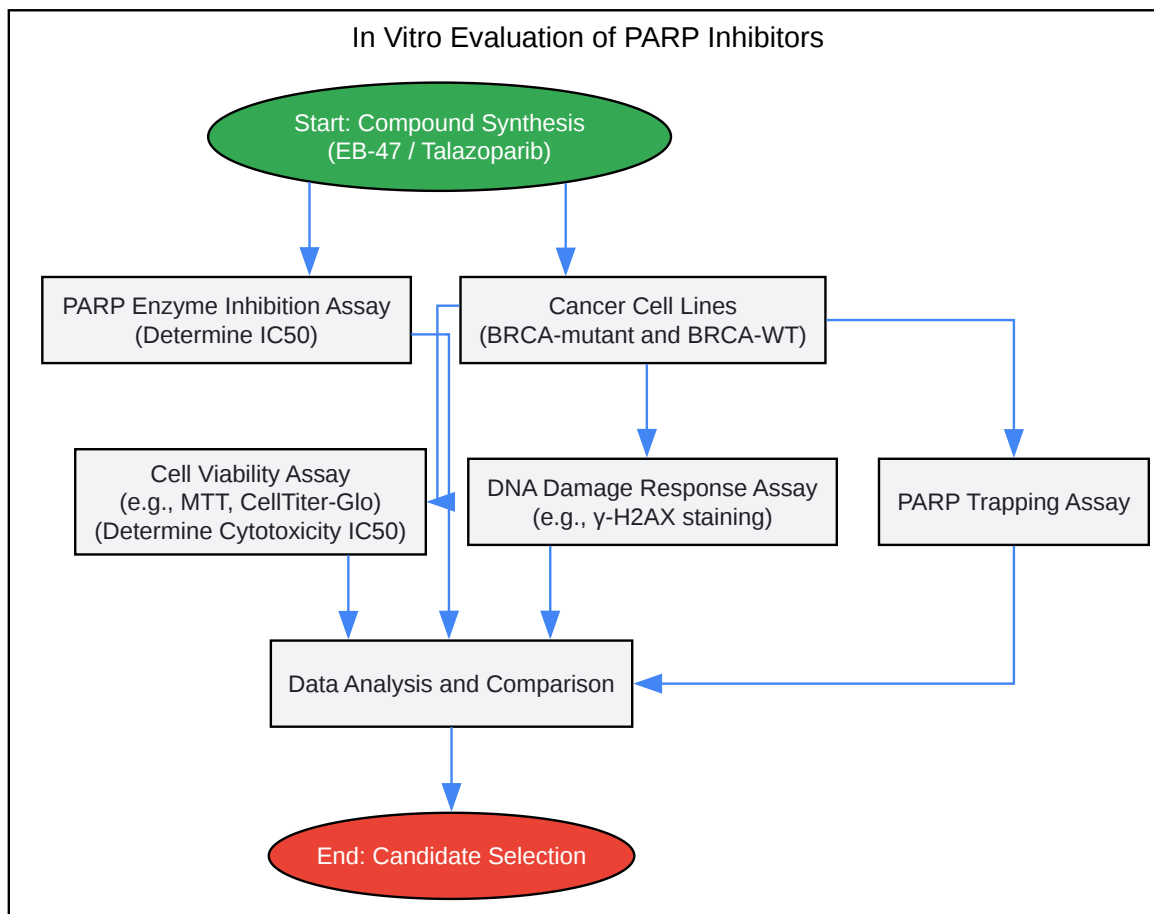 In Vitro Evaluation of PARP Inhibitors
Start: Compound Synthesis
(EB-47 / Talazoparib)
PARP Enzyme Inhibition Assay
(Determine IC50)
Cancer Cell Lines
(BRCA-mutant and BRCA-WT)
Cell Viability Assay
(e.g., MTT, CellTiter-Glo)
(Determine Cytotoxicity IC50)
DNA Damage Response Assay
(e.g., γ-H2AX staining)
PARP Trapping Assay
Data Analysis and Comparison
End: Candidate Selection